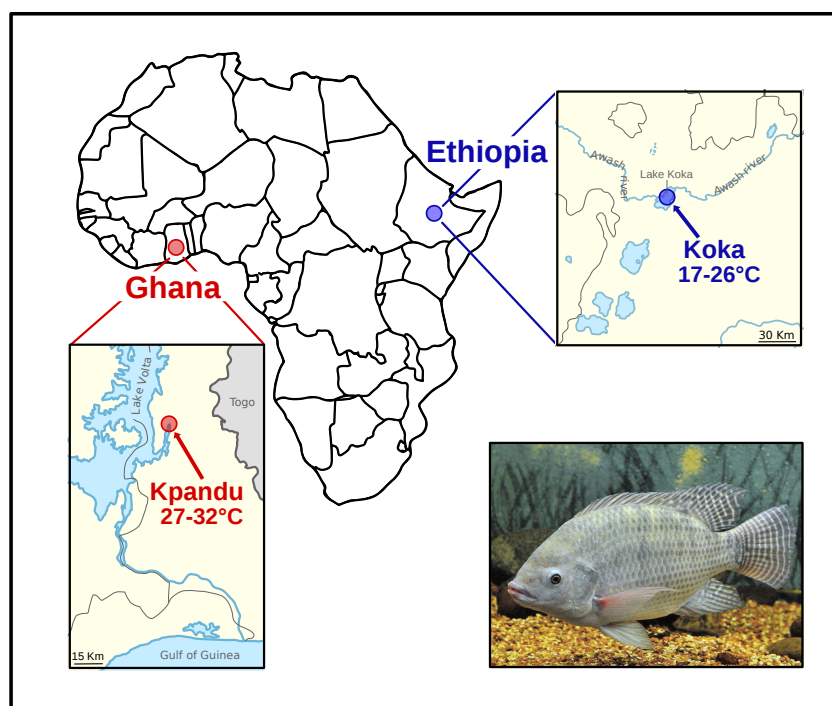 Ethiopia
Ghana
Awash
river
Lake Koka
Awash river
Koka
17-26°C
30 Km
Lake Volta
Togo
Kpandu
27-32°C
15 Km
Gulf of Guinea